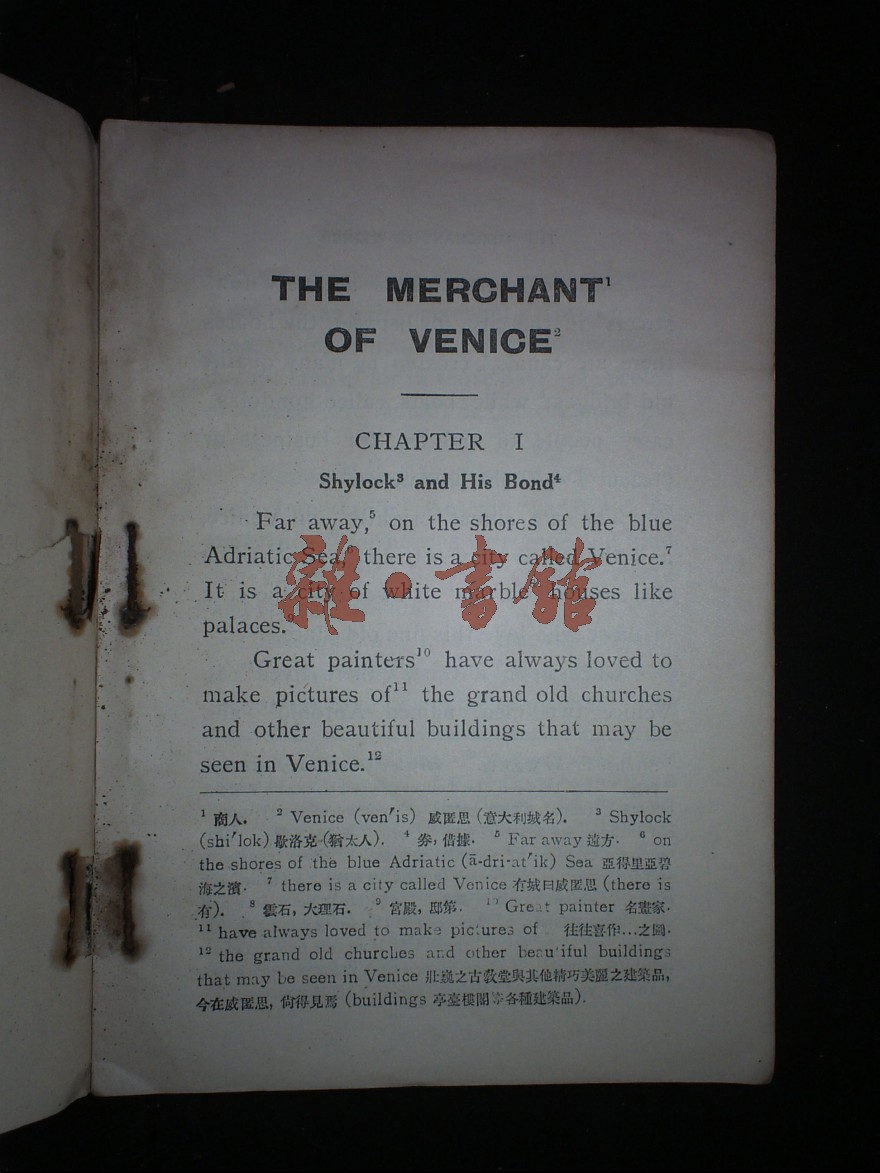 THE MERCHANT¹
OF VENICE²
CHAPTER I
Shylock³ and His Bond⁴
Far away,⁵ on the shores of the blue
Adriatic Sea,⁶ there is a city called Venice.⁷
It is a city of white marble⁸ houses like
palaces.⁹
Great painters¹⁰ have always loved to
make pictures of¹¹ the grand old churches
and other beautiful buildings that may be
seen in Venice.¹²
雜·書館
¹ 商人. ² Venice (ven′is) 威匿思 (意大利城名). ³ Shylock
(shi′lok) 歇洛克 (猶太人). ⁴ 劵, 借據. ⁵ Far away 遠方. ⁶ on
the shores of the blue Adriatic (ā-dri-at′ik) Sea 亞得里亞碧
海之濱. ⁷ there is a city called Venice 有城曰威匿思 (there is
有). ⁸ 雲石, 大理石. ⁹ 宮殿, 邸第. ¹⁰ Great painter 名畫家.
¹¹ have always loved to make pictures of 往往喜作...之圖.
¹² the grand old churches and other beautiful buildings
that may be seen in Venice 壯巍之古敎堂與其他精巧美麗之建築品,
今在威匿思, 尙得見焉 (buildings 亭臺樓閣等各種建築品).